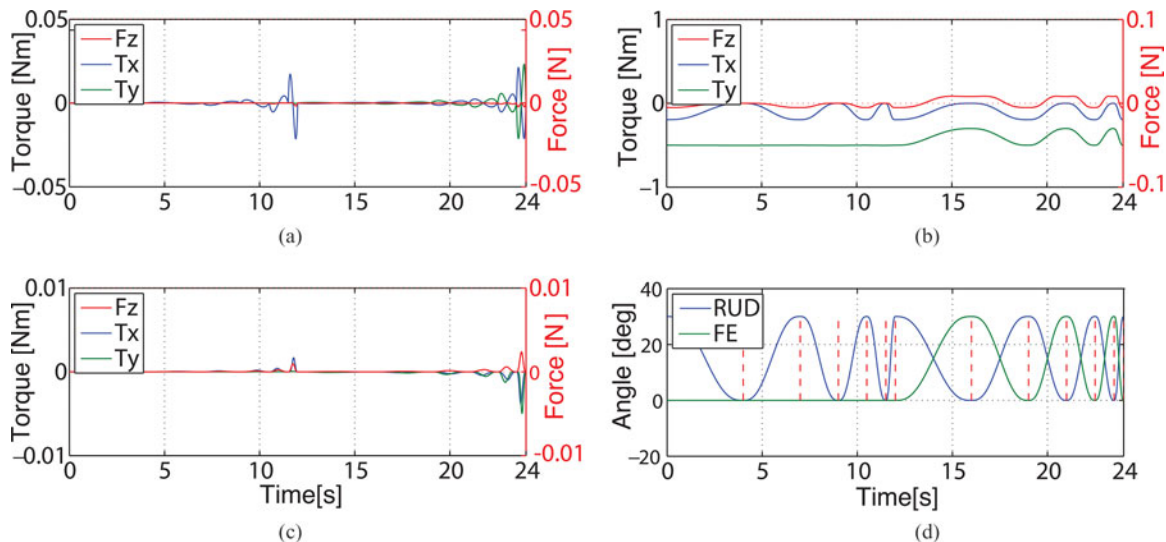 0.05
0
-0.05
Torque [Nm]
Fz
Tx
Ty
0.05
0
-0.05
Force [N]
0 5 10 15 20 24
(a)
1
0
-1
Torque [Nm]
Fz
Tx
Ty
0.1
0
-0.1
Force [N]
0 5 10 15 20 24
(b)
0.01
0
-0.01
Torque [Nm]
Fz
Tx
Ty
0.01
0
-0.01
Force [N]
0 5 10 15 20 24
Time[s]
(c)
40
20
0
-20
Angle [deg]
RUD
FE
0 5 10 15 20 24
Time[s]
(d)